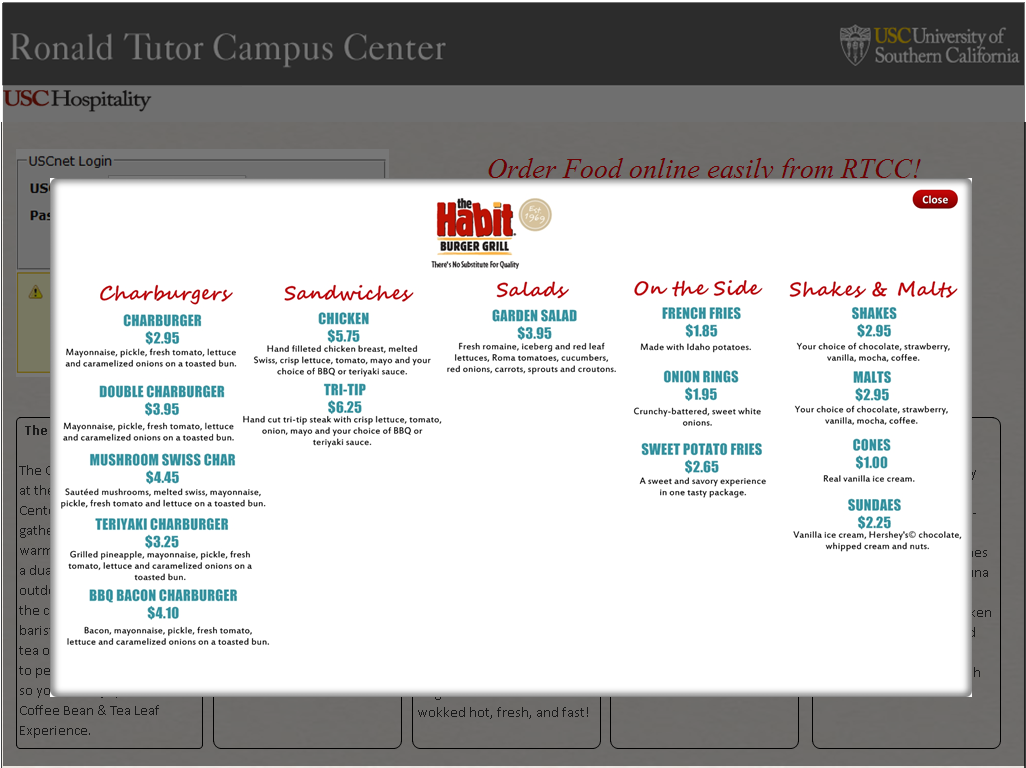 Ronald Tutor Campus Center
USC University of
Southern California
USC Hospitality
USCnet Login
Order Food online easily from RTCC!
Close
the
Habit
BURGER GRILL
Est
1969
There's No Substitute For Quality
Charburgers
CHARBURGER
$2.95
Mayonnaise, pickle, fresh tomato, lettuce
and caramelized onions on a toasted bun.
DOUBLE CHARBURGER
$3.95
Mayonnaise, pickle, fresh tomato, lettuce
and caramelized onions on a toasted bun.
MUSHROOM SWISS CHAR
$4.45
Sautéed mushrooms, melted swiss, mayonnaise,
pickle, fresh tomato and lettuce on a toasted bun.
TERIYAKI CHARBURGER
$3.25
Grilled pineapple, mayonnaise, pickle, fresh
tomato, lettuce and caramelized onions on a
toasted bun.
BBQ BACON CHARBURGER
$4.10
Bacon, mayonnaise, pickle, fresh tomato,
lettuce and caramelized onions on a toasted bun.
Sandwiches
CHICKEN
$5.75
Hand filleted chicken breast, melted
Swiss, crisp lettuce, tomato, mayo and your
choice of BBQ or teriyaki sauce.
TRI-TIP
$6.25
Hand cut tri-tip steak with crisp lettuce, tomato,
onion, mayo and your choice of BBQ or
teriyaki sauce.
Salads
GARDEN SALAD
$3.95
Fresh romaine, iceberg and red leaf
lettuces, Roma tomatoes, cucumbers,
red onions, carrots, sprouts and croutons.
On the Side
FRENCH FRIES
$1.85
Made with Idaho potatoes.
ONION RINGS
$1.95
Crunchy-battered, sweet white
onions.
SWEET POTATO FRIES
$2.65
A sweet and savory experience
in one tasty package.
Shakes & Malts
SHAKES
$2.95
Your choice of chocolate, strawberry,
vanilla, mocha, coffee.
MALTS
$2.95
Your choice of chocolate, strawberry,
vanilla, mocha, coffee.
CONES
$1.00
Real vanilla ice cream.
SUNDAES
$2.25
Vanilla ice cream, Hershey's© chocolate,
whipped cream and nuts.
The
The
at the
a dua
the c
tea o
to pe
so yo
Coffee Bean & Tea Leaf
Experience.
wokked hot, fresh, and fast!